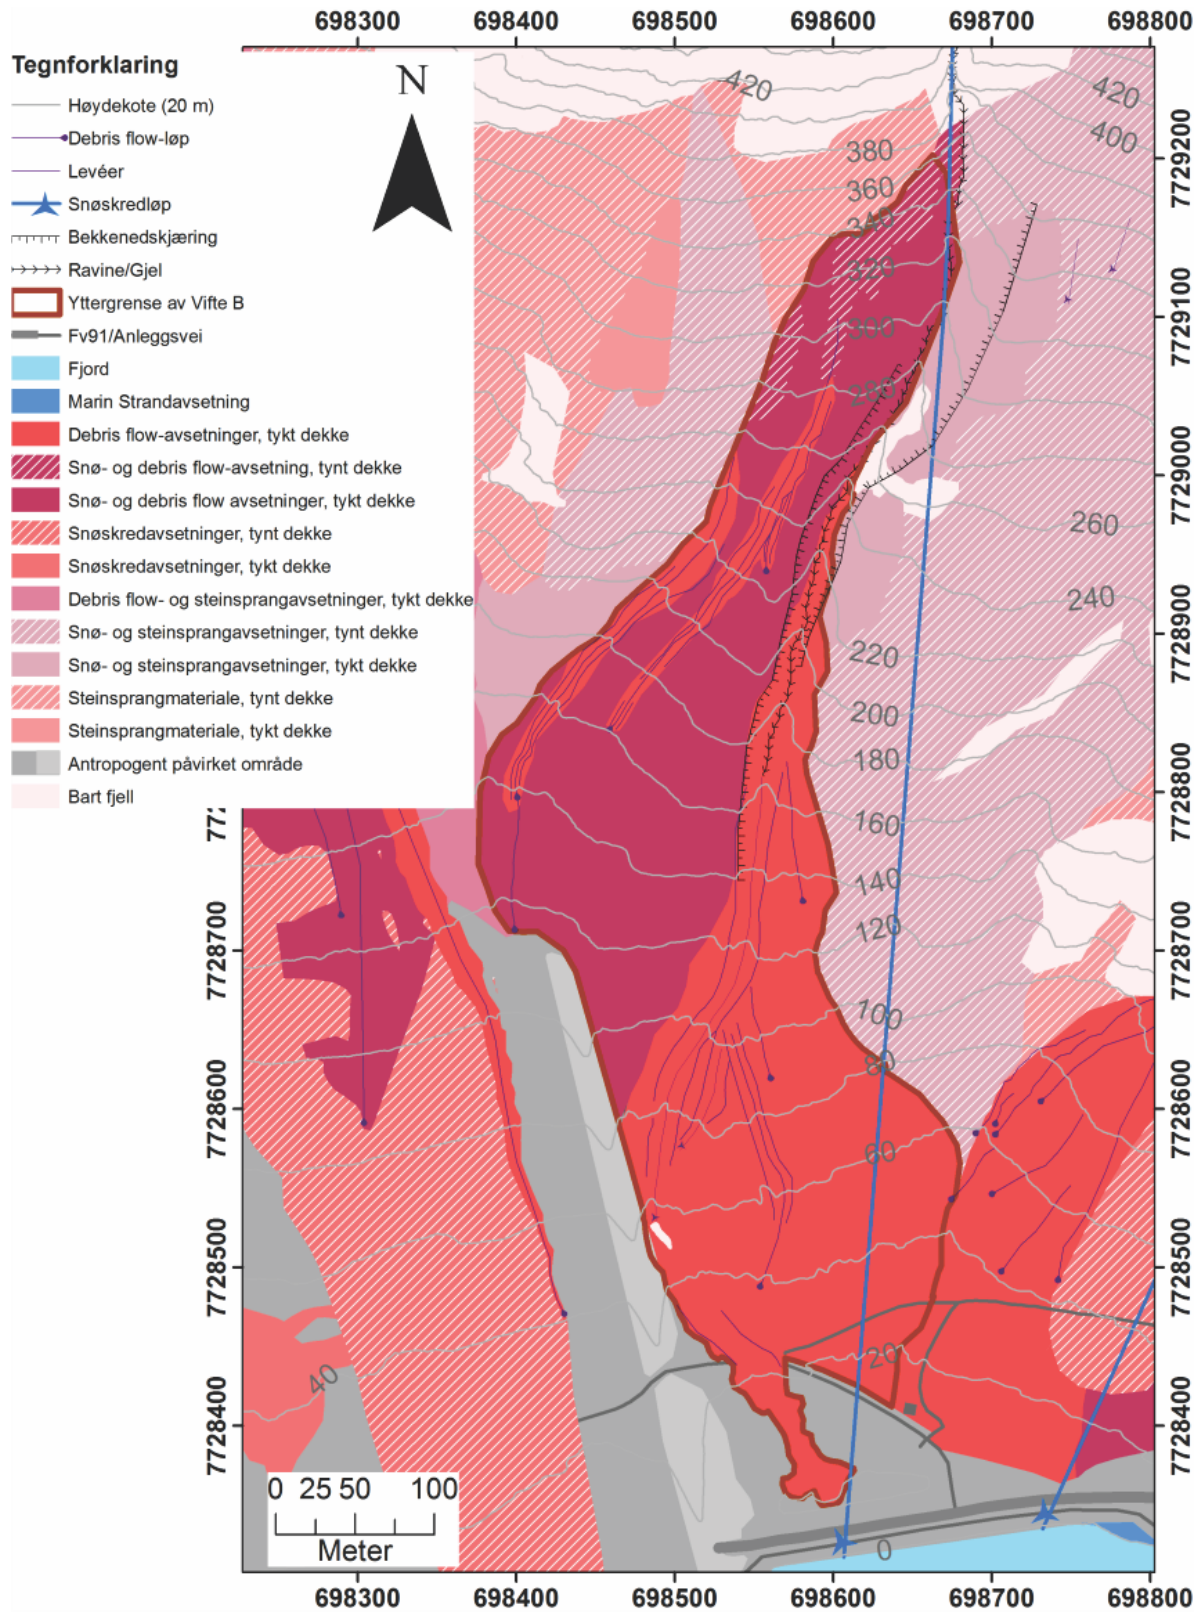 698300 698400 698500 698600 698700 698800
Tegnforklaring
Høydekote (20 m)
Debris flow-løp
Levéer
Snøskredløp
Bekkenedskjæring
Ravine/Gjel
Yttergrense av Vifte B
Fv91/Anleggsvei
Fjord
Marin Strandavsetning
Debris flow-avsetninger, tykt dekke
Snø- og debris flow-avsetning, tynt dekke
Snø- og debris flow avsetninger, tykt dekke
Snøskredavsetninger, tynt dekke
Snøskredavsetninger, tykt dekke
Debris flow- og steinsprangavsetninger, tykt dekke
Snø- og steinsprangavsetninger, tynt dekke
Snø- og steinsprangavsetninger, tykt dekke
Steinsprangmateriale, tynt dekke
Steinsprangmateriale, tykt dekke
Antropogent påvirket område
Bart fjell
N
420
420
400
380
360
340
320
300
280
260
240
220
200
180
160
140
120
100
80
60
20
40
0
7729200
7729100
7729000
7728900
7728800
7728700
7728600
7728500
7728400
7728700
7728600
7728500
7728400
0 25 50 100
Meter
698300 698400 698500 698600 698700 698800